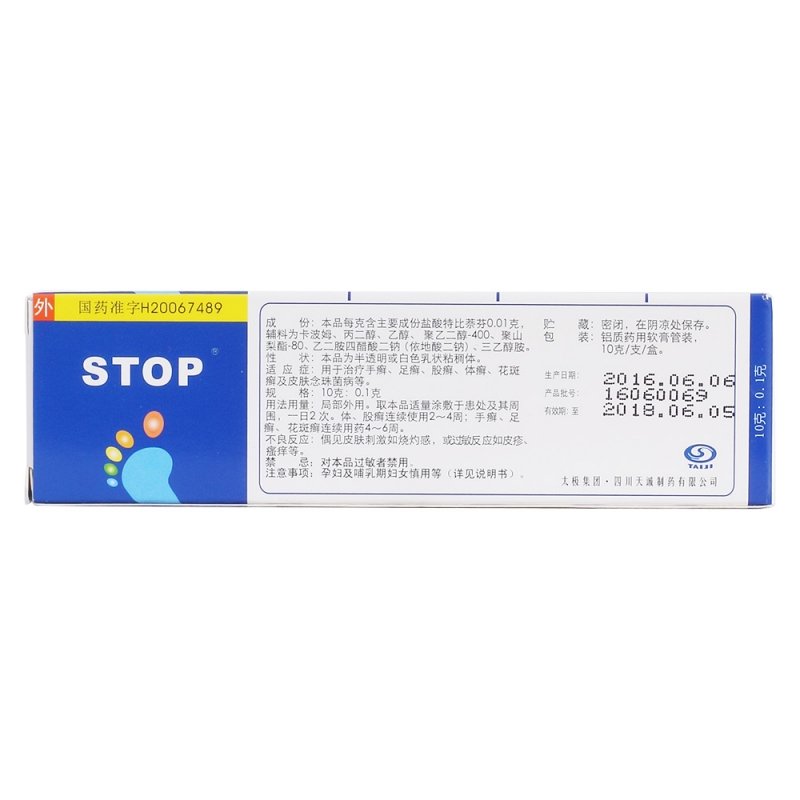 外
国药准字H20067489
STOP®
成 份：本品每克含主要成份盐酸特比萘芬0.01克，
辅料为卡波姆、丙二醇、乙醇、聚乙二醇-400、聚山
梨酯-80、乙二胺四醋酸二钠（依地酸二钠）、三乙醇胺。
性 状：本品为半透明或白色乳状粘稠体。
适 应 症：用于治疗手癣、足癣、股癣、体癣、花斑
癣及皮肤念珠菌病等。
规 格：10克：0.1克
用法用量：局部外用。取本品适量涂敷于患处及其周
围，一日2次。体、股癣连续使用2～4周；手癣、足
癣、花斑癣连续用药4～6周。
不良反应：偶见皮肤刺激如烧灼感，或过敏反应如皮疹、
瘙痒等。
禁 忌：对本品过敏者禁用。
注意事项：孕妇及哺乳期妇女慎用等（详见说明书）、
贮 藏：密闭，在阴凉处保存。
包 装：铝质药用软膏管装，
10克/支/盒。
生产日期： 2016.06.06
产品批号： 16060069
有效期：至 2018.06.05
TAIJI
太极集团·四川天诚制药有限公司
10克：0.1克